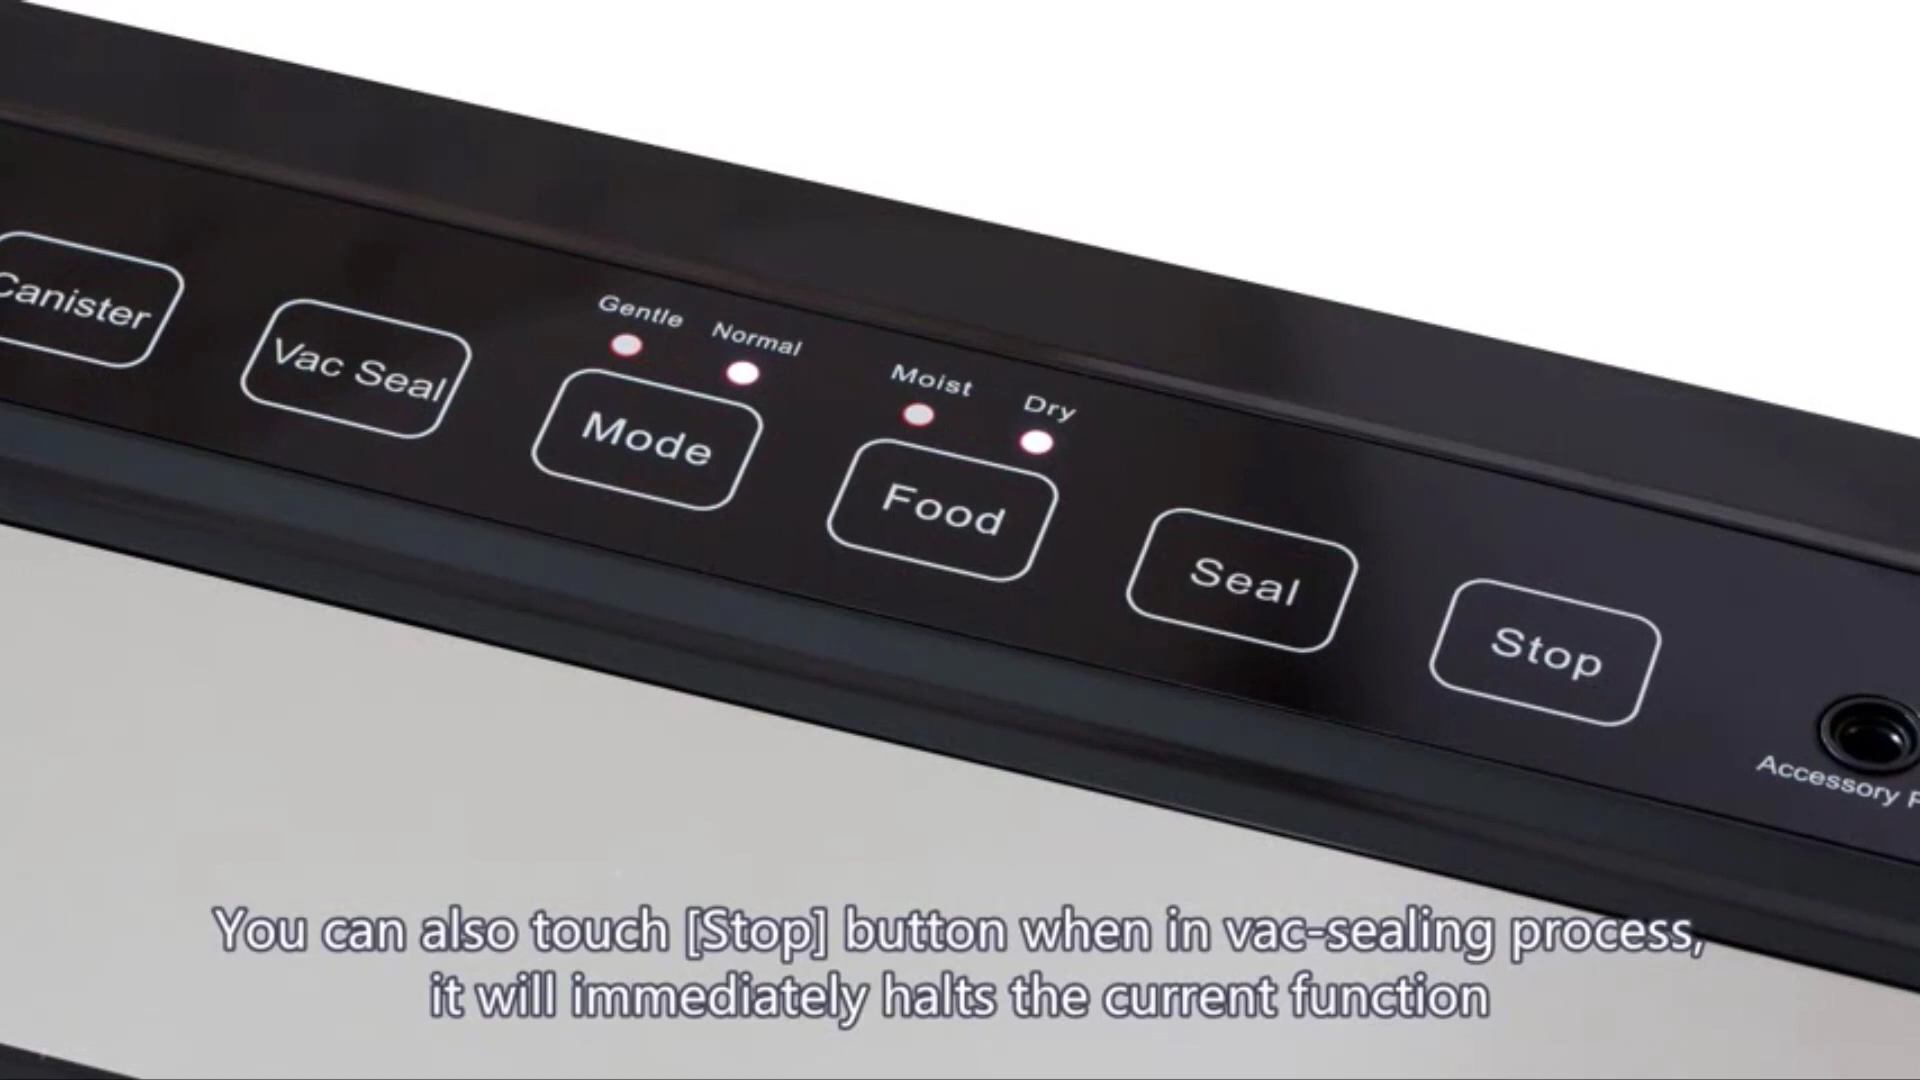 Canister
Vac Seal
Gentle
Normal
Mode
Moist
Dry
Food
Seal
Stop
Accessory
You can also touch [Stop] button when in vac-sealing process,
it will immediately halts the current function